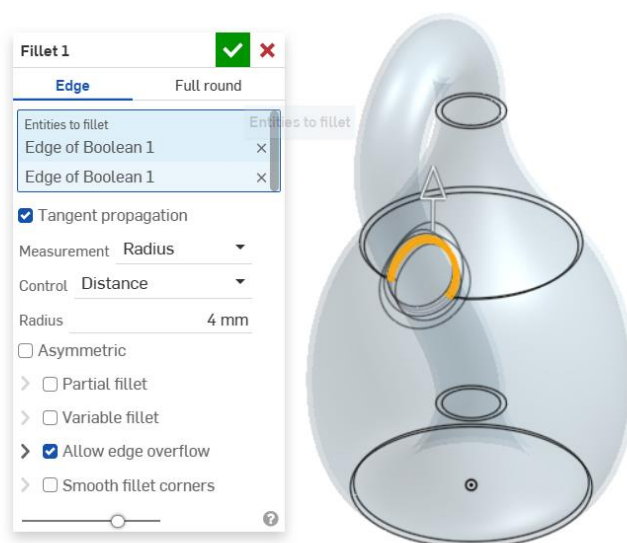 Fillet 1
Edge Full round
Entities to fillet
Entities to fillet
Edge of Boolean 1
Edge of Boolean 1
Tangent propagation
Measurement Radius
Control Distance
Radius 4 mm
Asymmetric
Partial fillet
Variable fillet
Allow edge overflow
Smooth fillet corners